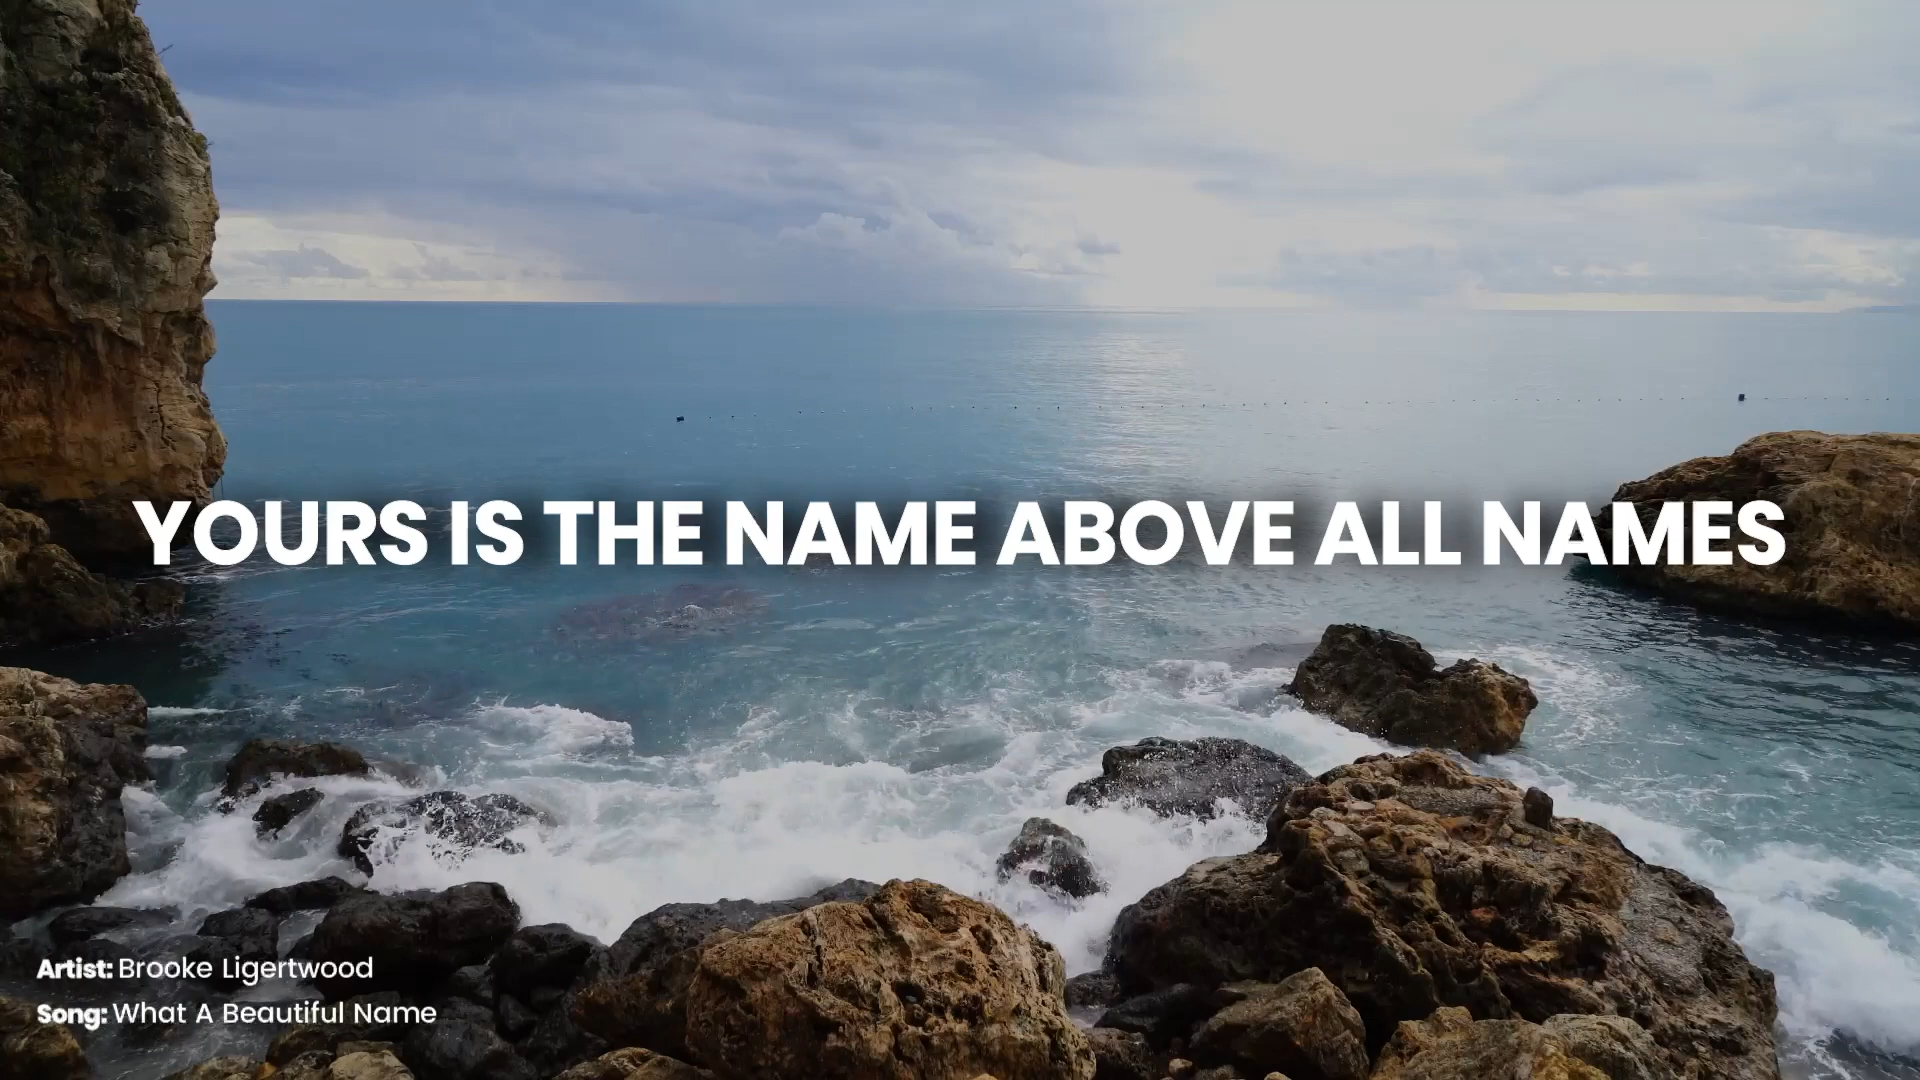 YOURS IS THE NAME ABOVE ALL NAMES
Artist: Brooke Ligertwood
Song: What A Beautiful Name